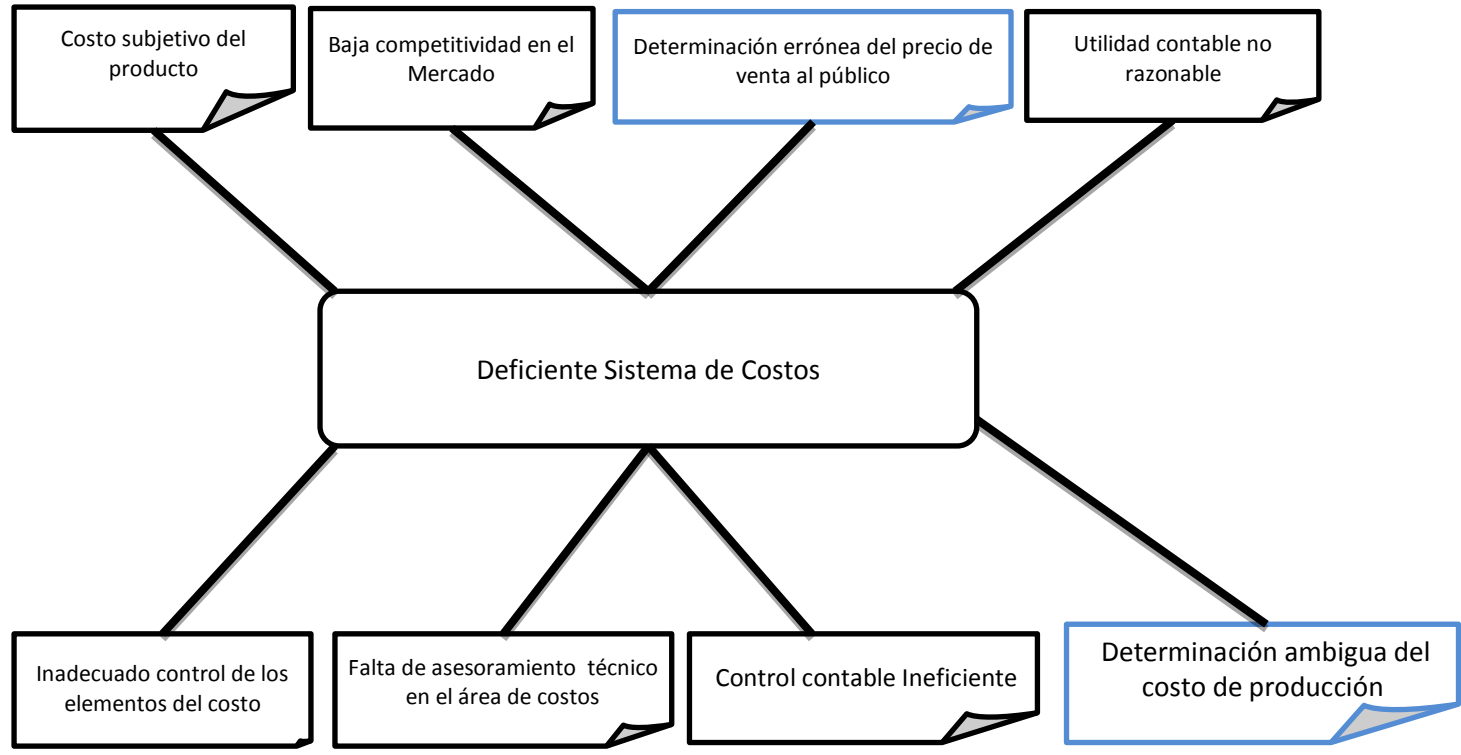 Costo subjetivo del
producto
Baja competitividad en el
Mercado
Determinación errónea del precio de
venta al público
Utilidad contable no
razonable
Deficiente Sistema de Costos
Inadecuado control de los
elementos del costo
Falta de asesoramiento técnico
en el área de costos
Control contable Ineficiente
Determinación ambigua del
costo de producción